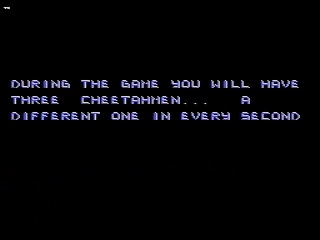 DURING THE GAME YOU WILL HAVE
THREE CHEETAHMEN... A
DIFFERENT ONE IN EVERY SECOND